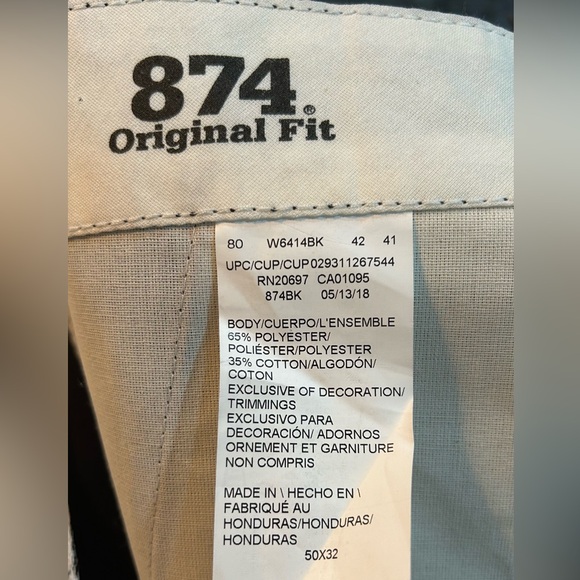 874®
Original Fit
80 W6414BK 42 41
UPC/CUP/CUP029311267544
RN20697 CA01095
874BK 05/13/18
BODY/CUERPO/L'ENSEMBLE
65% POLYESTER/
POLIÉSTER/POLYESTER
35% COTTON/ALGODÓN/
COTON
EXCLUSIVE OF DECORATION/
TRIMMINGS
EXCLUSIVO PARA
DECORACIÓN/ ADORNOS
ORNEMENT ET GARNITURE
NON COMPRIS
MADE IN \ HECHO EN \
FABRIQUÉ AU
HONDURAS/HONDURAS/
HONDURAS
50X32